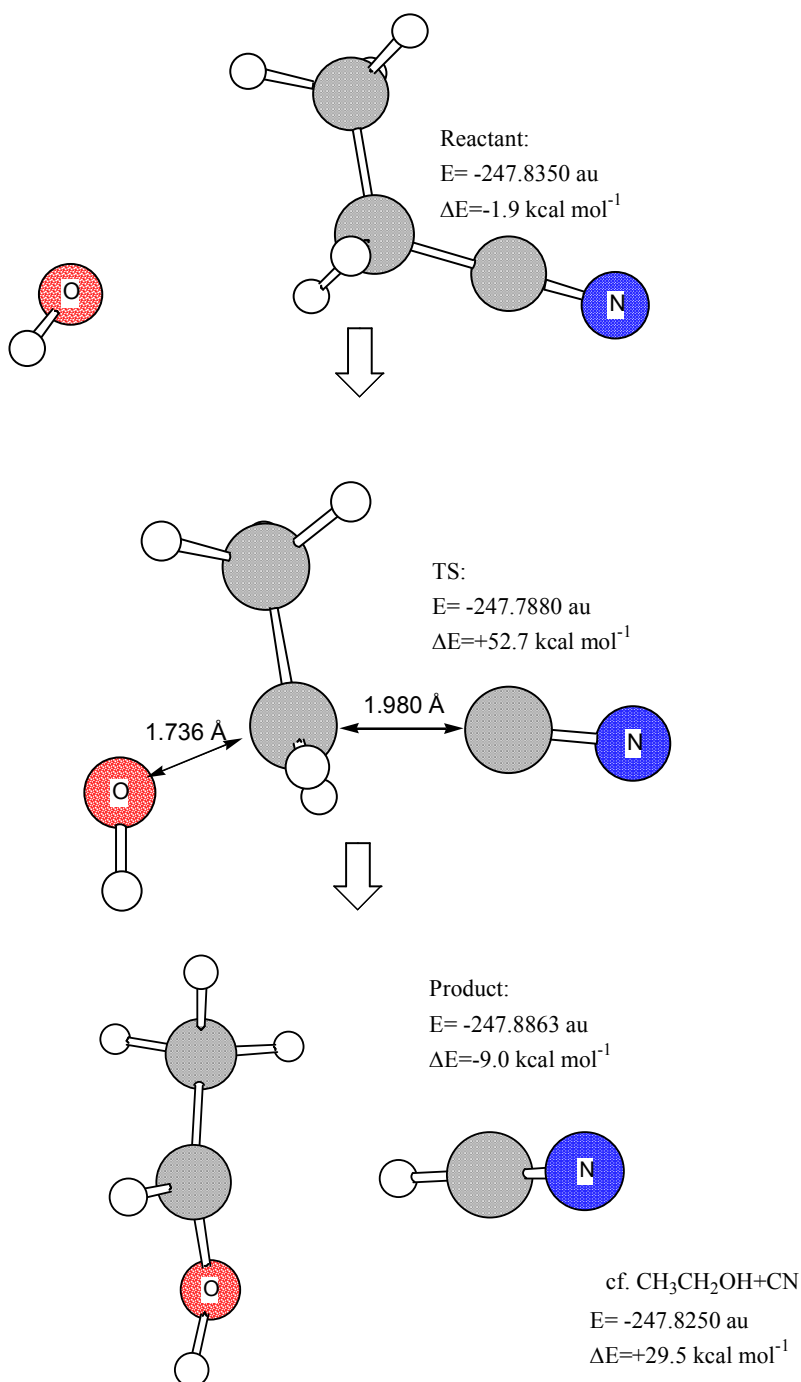 Reactant:
E= -247.8350 au
ΔE=-1.9 kcal mol⁻¹
O
N
TS:
E= -247.7880 au
ΔE=+52.7 kcal mol⁻¹
1.980 Å
1.736 Å
N
O
Product:
E= -247.8863 au
ΔE=-9.0 kcal mol⁻¹
N
O
cf. CH₃CH₂OH+CN
E= -247.8250 au
ΔE=+29.5 kcal mol⁻¹